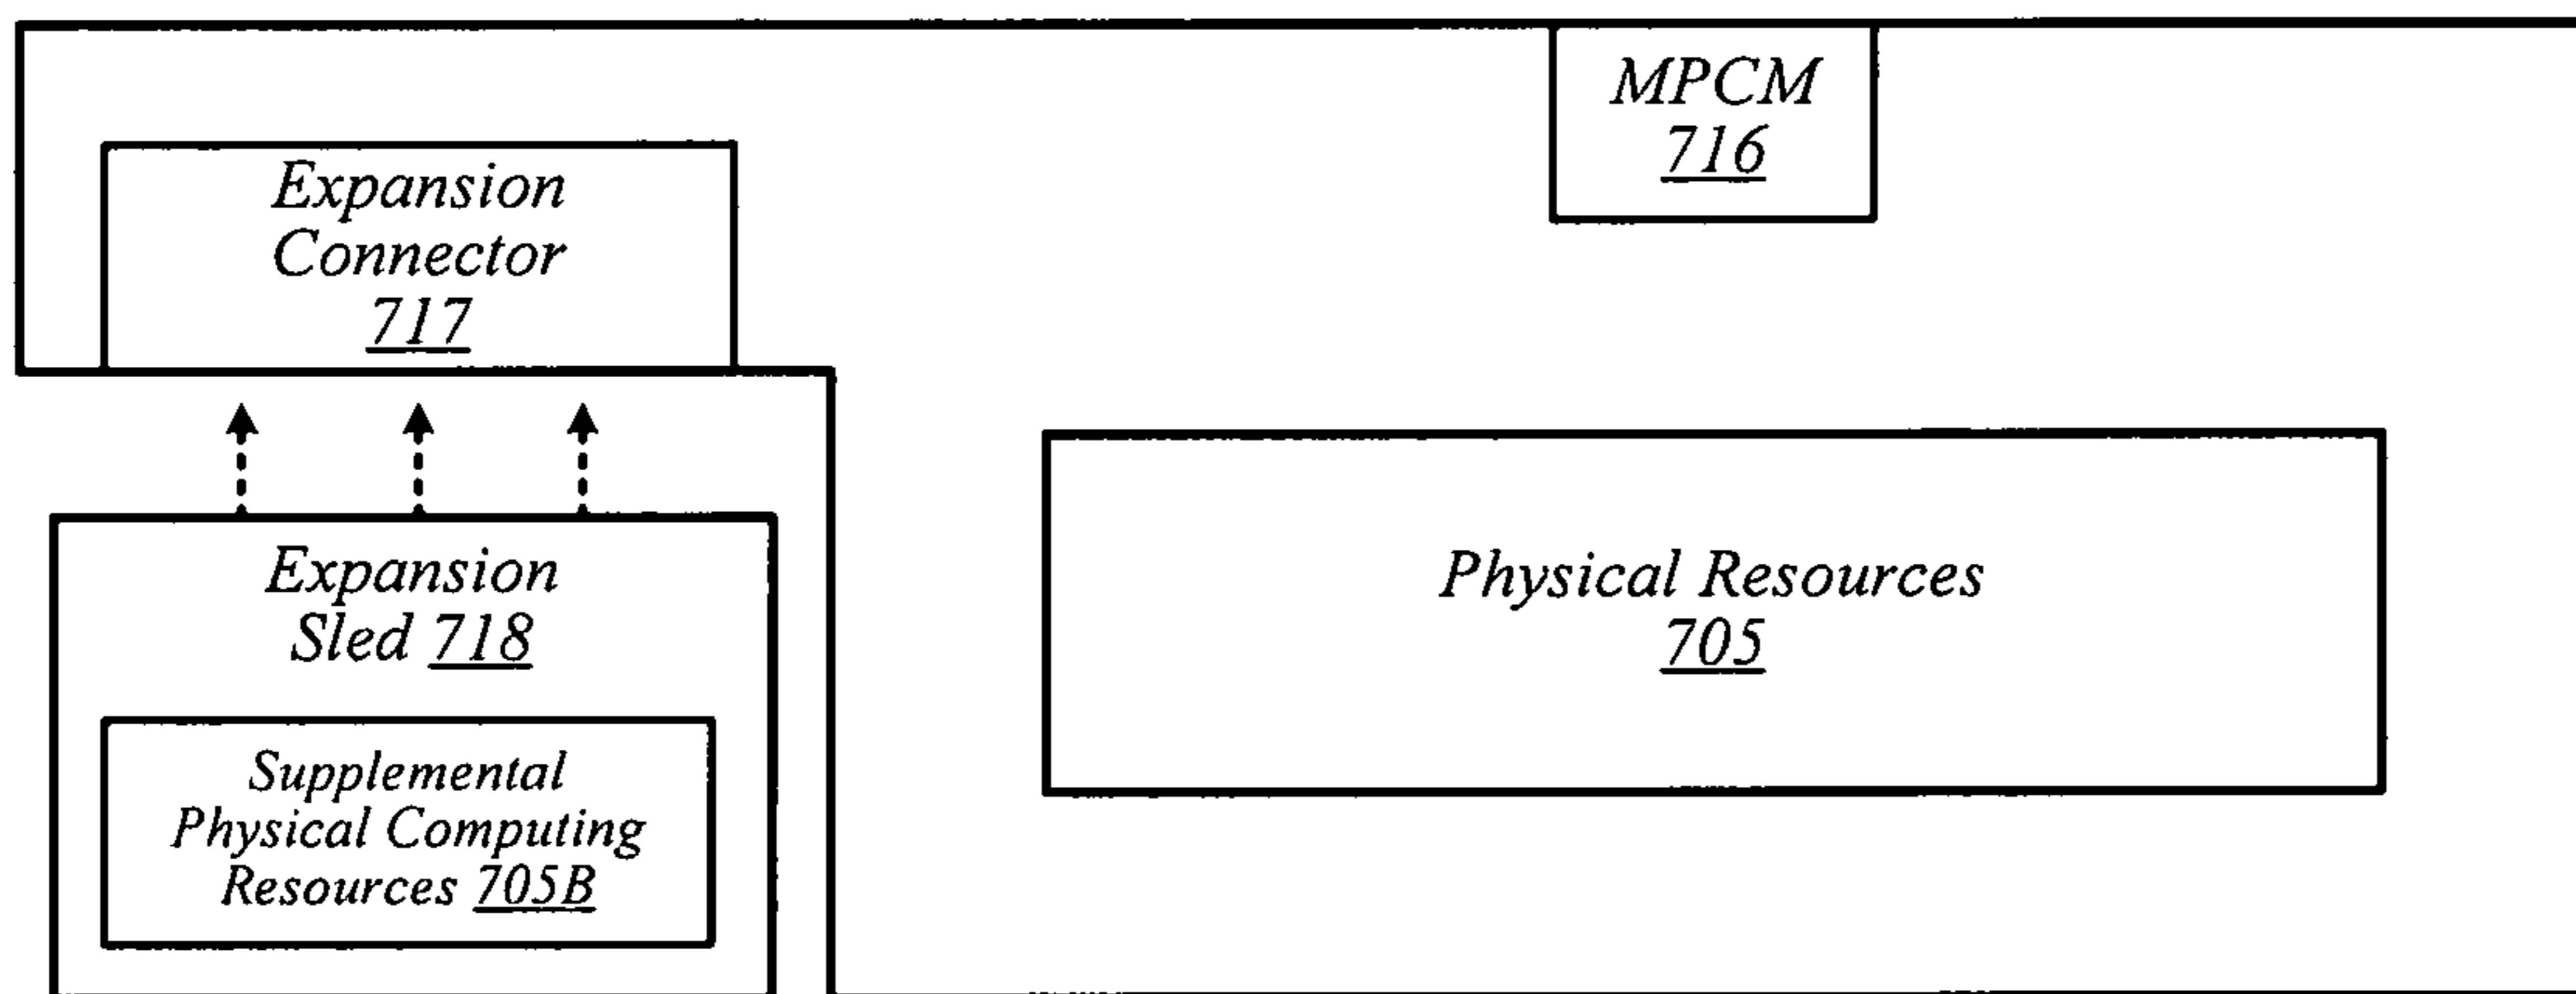 MPCM
716
Expansion
Connector
717
Expansion
Sled 718
Supplemental
Physical Computing
Resources 705B
Physical Resources
705